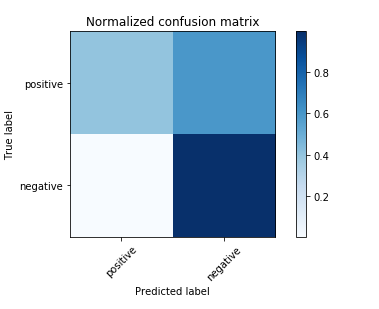 Normalized confusion matrix
True label
positive
negative
positive
negative
Predicted label
0.8
0.6
0.4
0.2